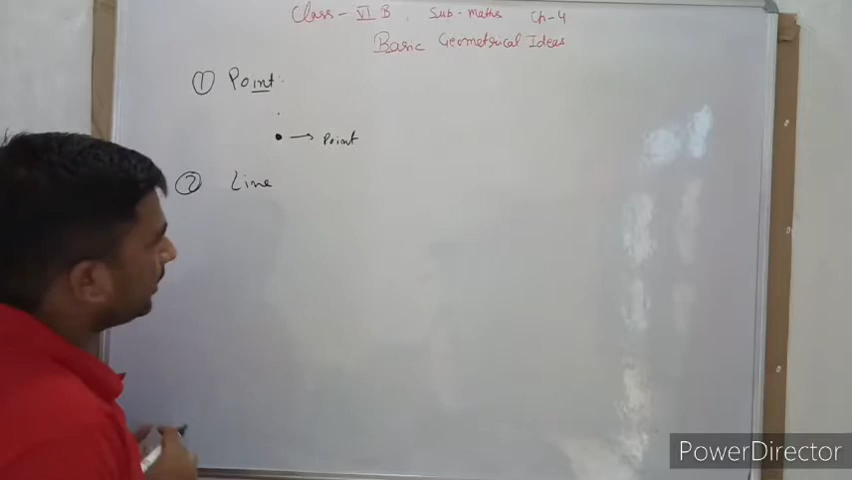 Class - VI B, Sub - Maths Ch-4
Basic Geometrical Ideas
① Point
→ Point
② Line
PowerDirector